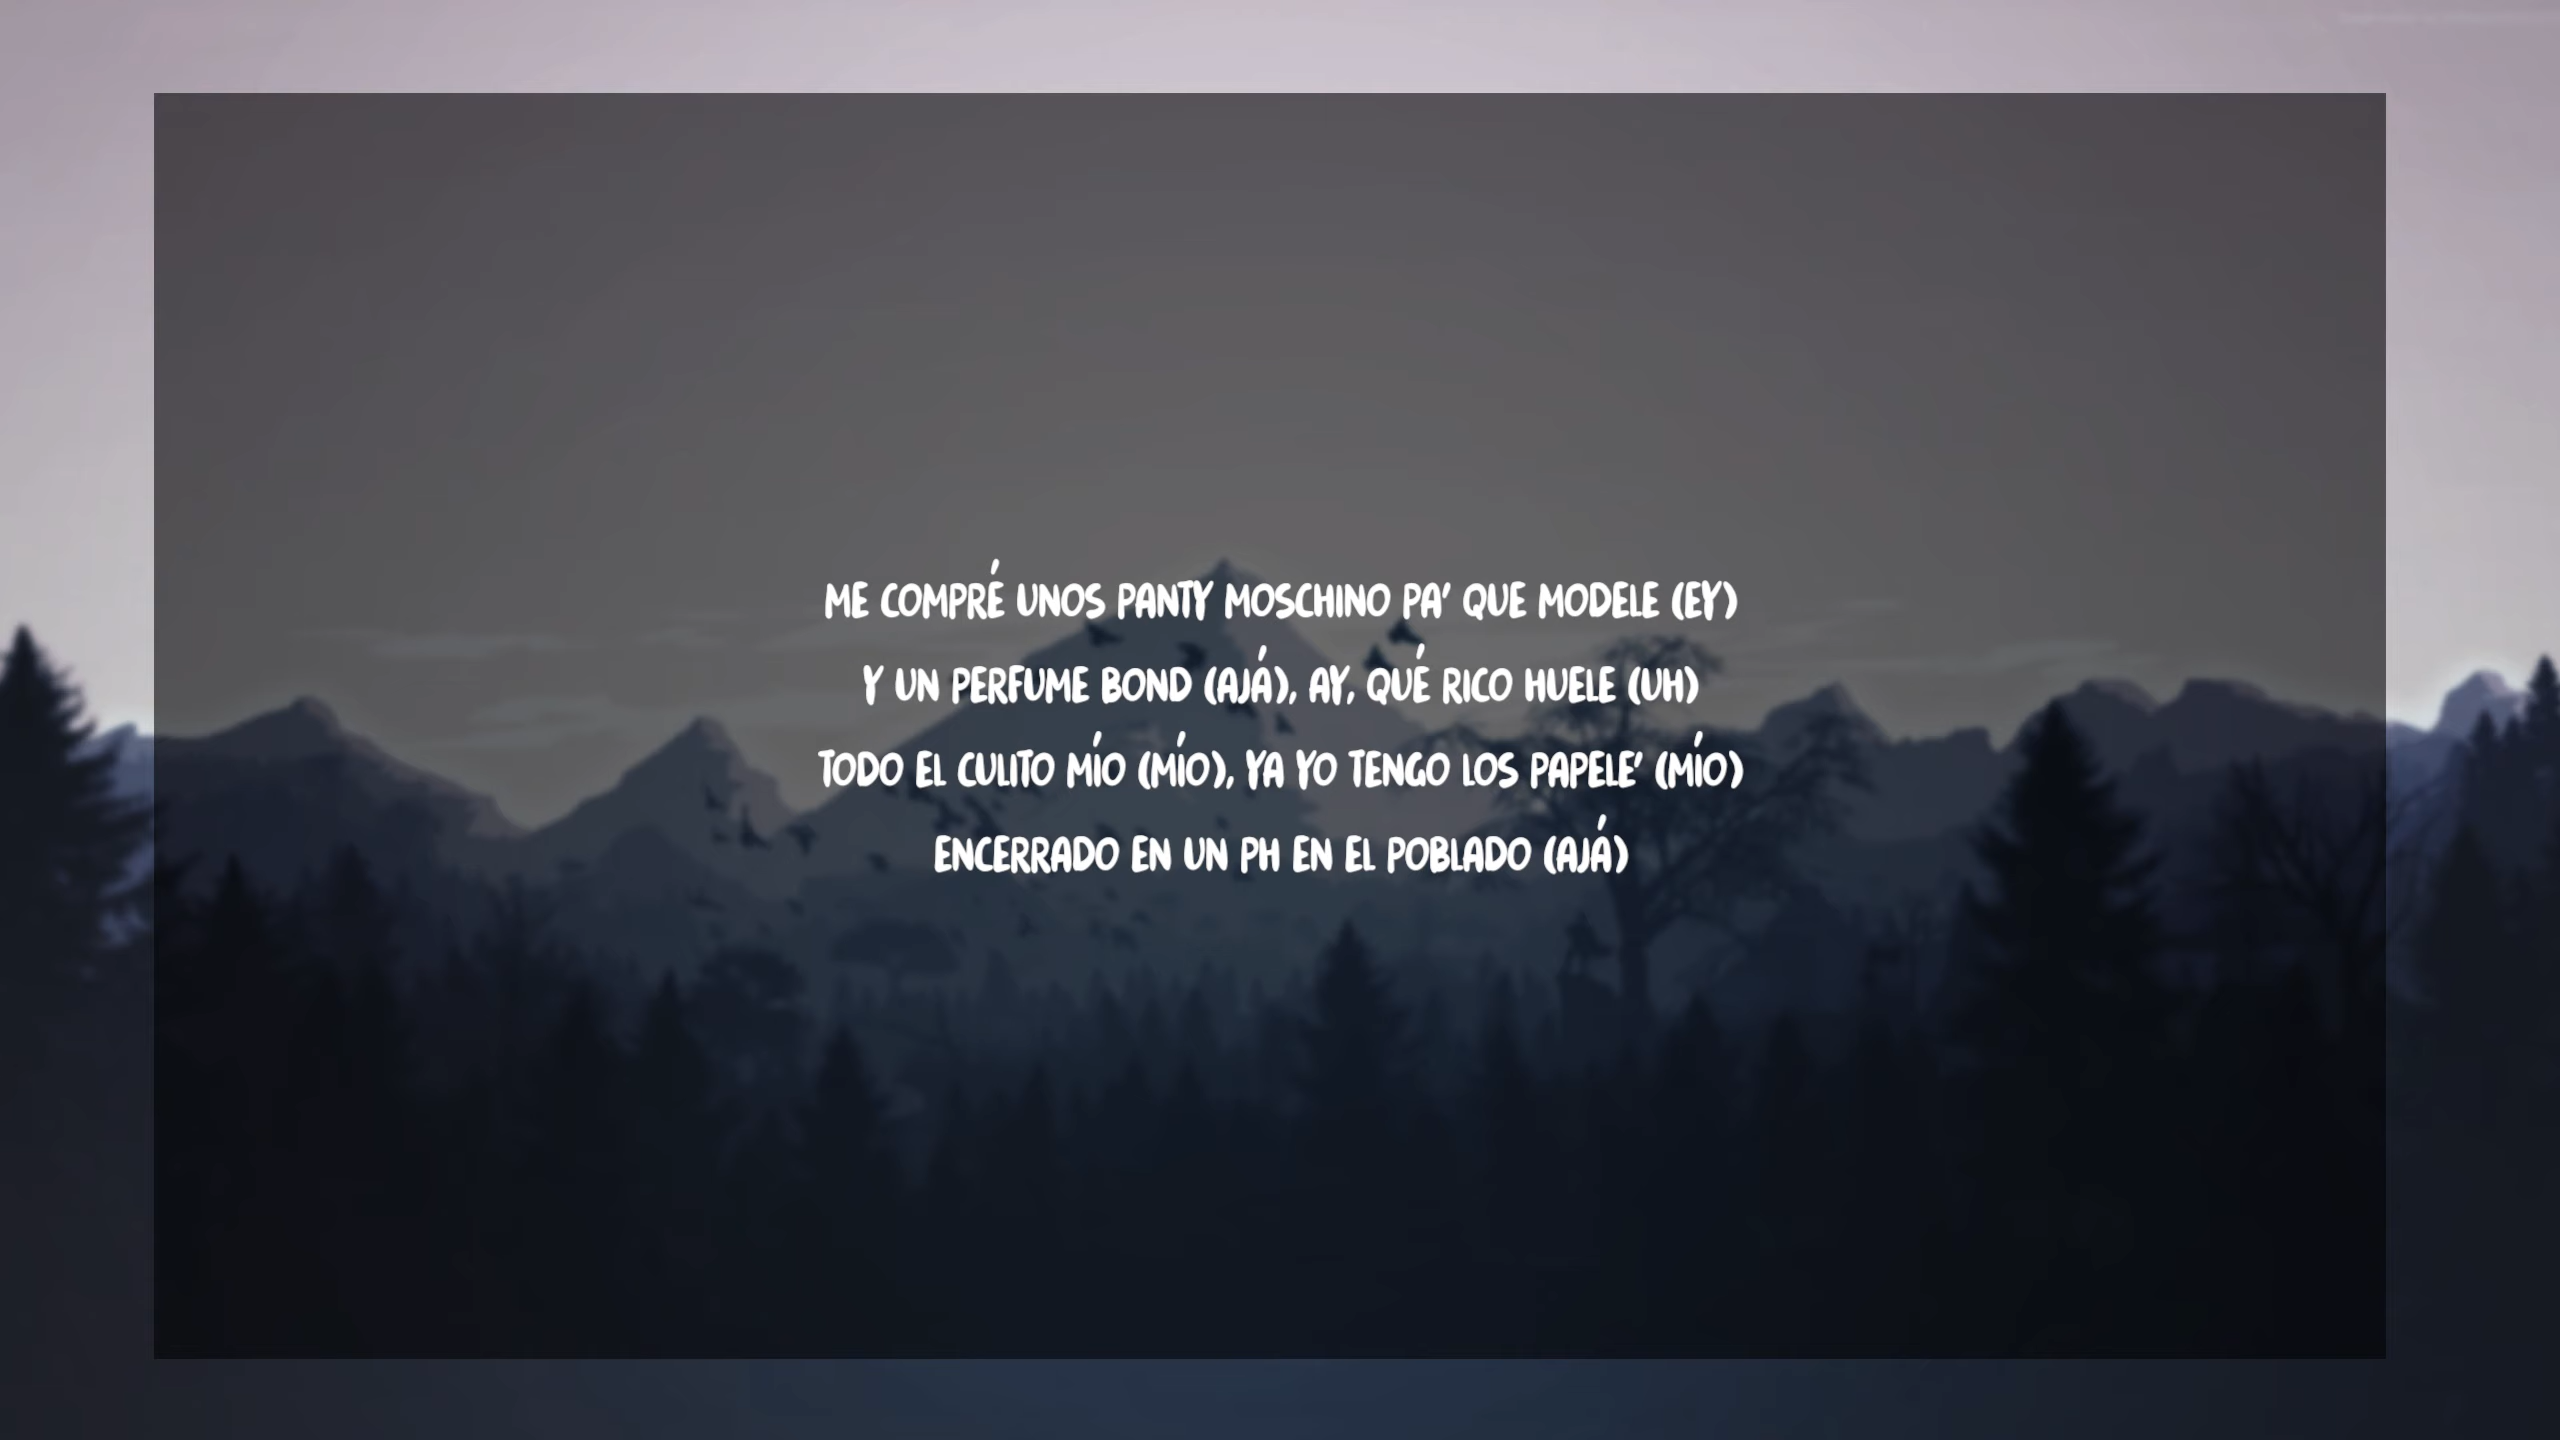 ME COMPRÉ UNOS PANTY MOSCHINO PA' QUE MODELE (EY)
Y UN PERFUME BOND (AJÁ), AY, QUÉ RICO HUELE (UH)
TODO EL CULITO MÍO (MÍO), YA YO TENGO LOS PAPELE' (MÍO)
ENCERRADO EN UN PH EN EL POBLADO (AJÁ)